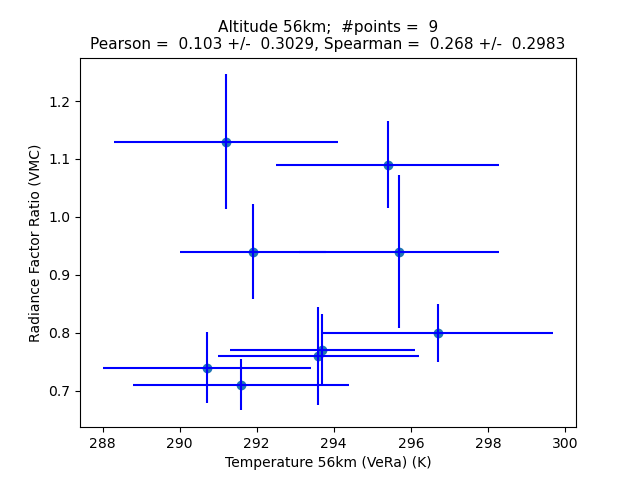 Altitude 56km;  #points =  9
Pearson =  0.103 +/-  0.3029, Spearman =  0.268 +/-  0.2983
Radiance Factor Ratio (VMC)
1.2
1.1
1.0
0.9
0.8
0.7
288 290 292 294 296 298 300
Temperature 56km (VeRa) (K)